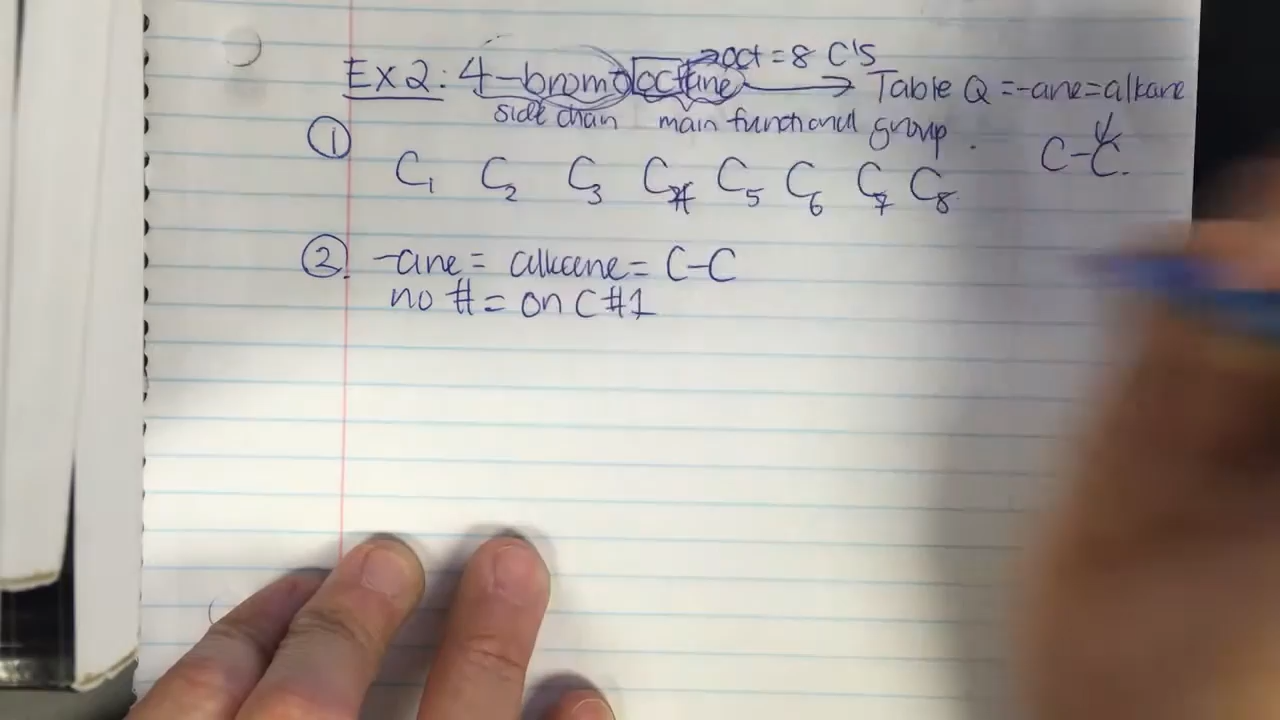 Ex 2: 4-bromooctane → Table Q = -ane = alkane
→ oct = 8 C'S
side chain main functional group.
C-C.
① C₁ C₂ C₃ C₄ C₅ C₆ C₇ C₈
② -ane = alkane = C-C
no # = on C #1